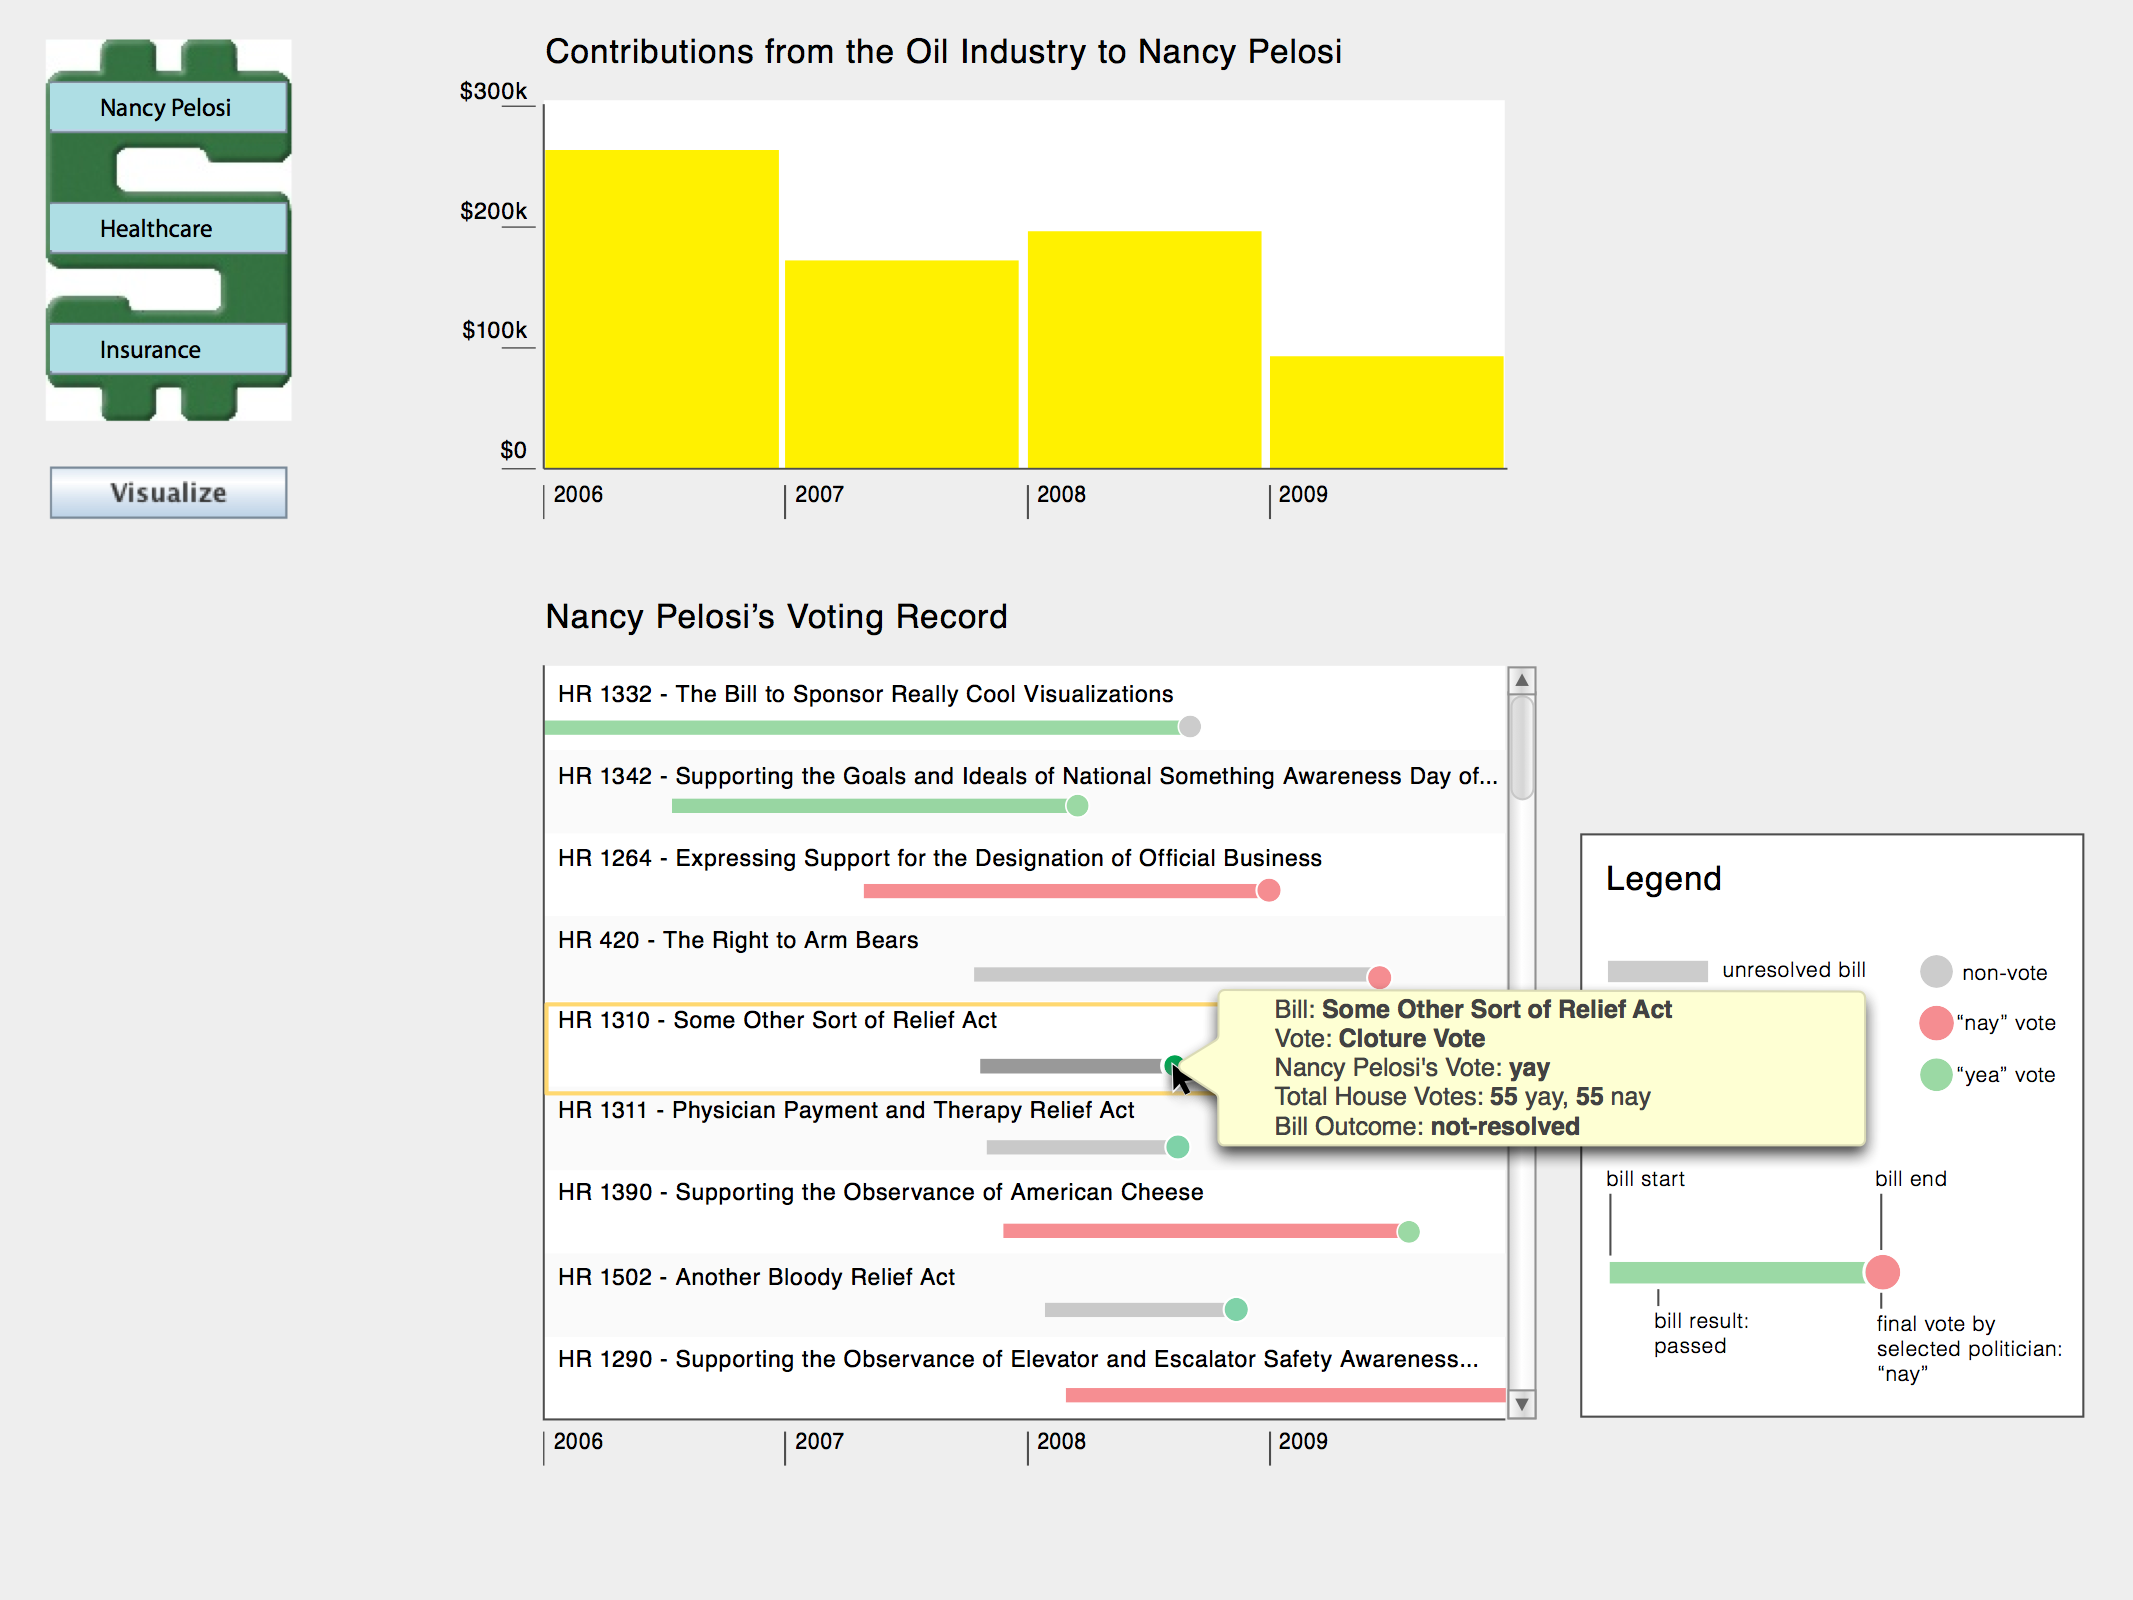 Nancy Pelosi
Healthcare
Insurance
Visualize
Contributions from the Oil Industry to Nancy Pelosi
$300k
$200k
$100k
$0
2006
2007
2008
2009
Nancy Pelosi’s Voting Record
HR 1332 - The Bill to Sponsor Really Cool Visualizations
HR 1342 - Supporting the Goals and Ideals of National Something Awareness Day of...
HR 1264 - Expressing Support for the Designation of Official Business
HR 420 - The Right to Arm Bears
HR 1310 - Some Other Sort of Relief Act
Bill: Some Other Sort of Relief Act
Vote: Cloture Vote
Nancy Pelosi's Vote: yay
Total House Votes: 55 yay, 55 nay
Bill Outcome: not-resolved
HR 1311 - Physician Payment and Therapy Relief Act
HR 1390 - Supporting the Observance of American Cheese
HR 1502 - Another Bloody Relief Act
HR 1290 - Supporting the Observance of Elevator and Escalator Safety Awareness...
2006
2007
2008
2009
Legend
unresolved bill
non-vote
“nay” vote
“yea” vote
bill start
bill end
bill result:
passed
final vote by
selected politician:
“nay”